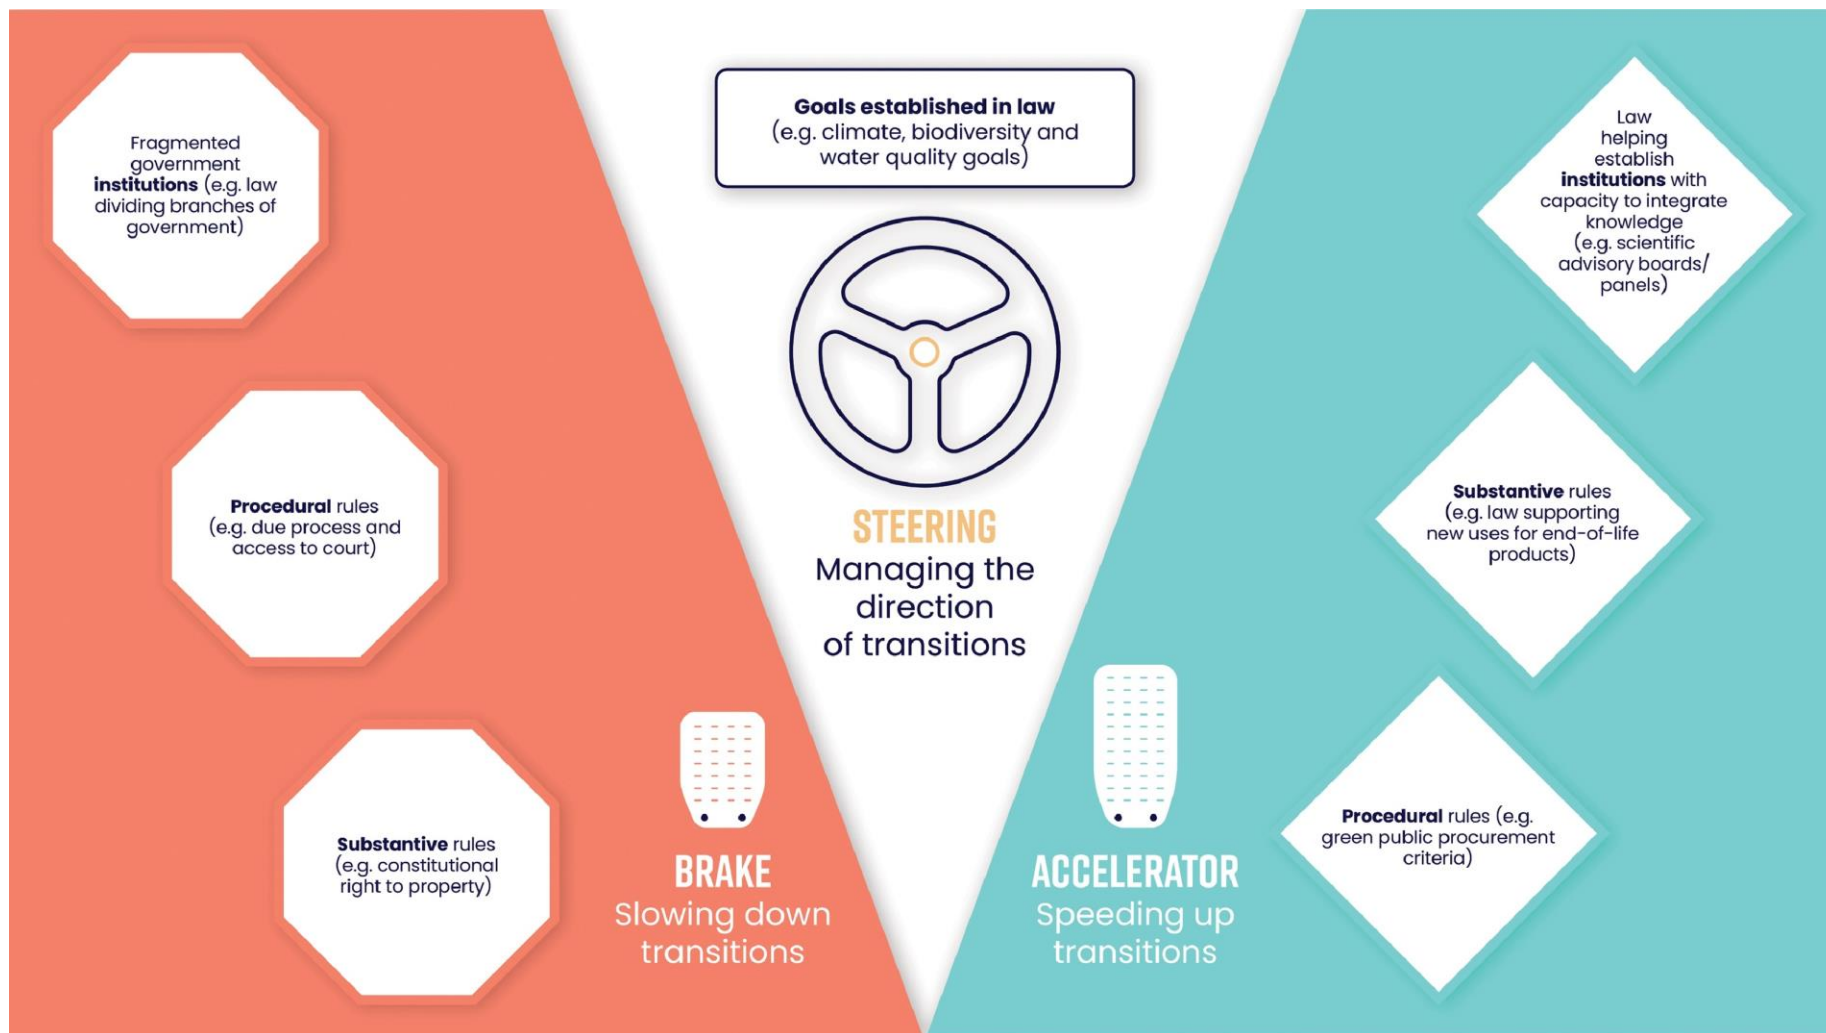 Fragmented
government
institutions (e.g. law
dividing branches of
government)
Procedural rules
(e.g. due process and
access to court)
Substantive rules
(e.g. constitutional
right to property)
BRAKE
Slowing down
transitions
Goals established in law
(e.g. climate, biodiversity and
water quality goals)
STEERING
Managing the
direction
of transitions
ACCELERATOR
Speeding up
transitions
Law
helping
establish
institutions with
capacity to integrate
knowledge
(e.g. scientific
advisory boards/
panels)
Substantive rules
(e.g. law supporting
new uses for end-of-life
products)
Procedural rules (e.g.
green public procurement
criteria)